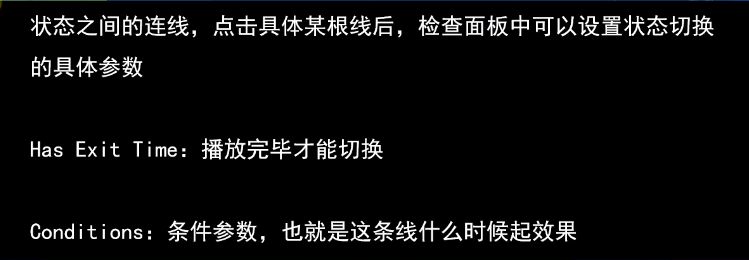 状态之间的连线，点击具体某根线后，检查面板中可以设置状态切换
的具体参数
Has Exit Time：播放完毕才能切换
Conditions：条件参数，也就是这条线什么时候起效果